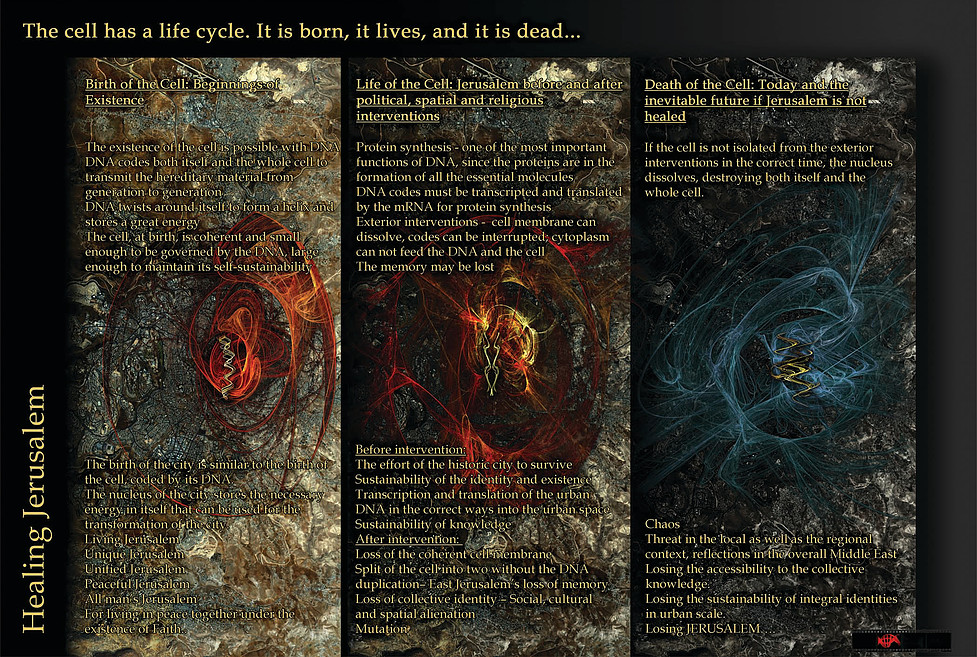 The cell has a life cycle. It is born, it lives, and it is dead...
Healing Jerusalem
Birth of the Cell: Beginnings of
Existence
The existence of the cell is possible with DNA
DNA codes both itself and the whole cell to
transmit the hereditary material from
generation to generation
DNA twists around itself to form a helix and
stores a great energy
The cell, at birth, is coherent and small
enough to be governed by the DNA, large
enough to maintain its self-sustainability
The birth of the city is similar to the birth of
the cell, coded by its DNA
The nucleus of the city stores the necessary
energy, in itself that can be used for the
transformation of the city
Living Jerusalem
Unique Jerusalem
Unified Jerusalem
Peaceful Jerusalem
All man's Jerusalem
For living in peace together under the
existence of Faith..
Life of the Cell: Jerusalem before and after
political, spatial and religious
interventions
Protein synthesis - one of the most important
functions of DNA, since the proteins are in the
formation of all the essential molecules
DNA codes must be transcripted and translated
by the mRNA for protein synthesis
Exterior interventions - cell membrane can
dissolve, codes can be interrupted; cytoplasm
can not feed the DNA and the cell
The memory may be lost
Before intervention:
The effort of the historic city to survive
Sustainability of the identity and existence
Transcription and translation of the urban
DNA in the correct ways into the urban space
Sustainability of knowledge
After intervention:
Loss of the coherent cell membrane
Split of the cell into two without the DNA
duplication– East Jerusalem's loss of memory
Loss of collective identity – Social, cultural
and spatial alienation
Mutation
Death of the Cell: Today and the
inevitable future if Jerusalem is not
healed
If the cell is not isolated from the exterior
interventions in the correct time, the nucleus
dissolves, destroying both itself and the
whole cell.
Chaos
Threat in the local as well as the regional
context, reflections in the overall Middle East
Losing the accessibility to the collective
knowledge.
Losing the sustainability of integral identities
in urban scale.
Losing JERUSALEM....